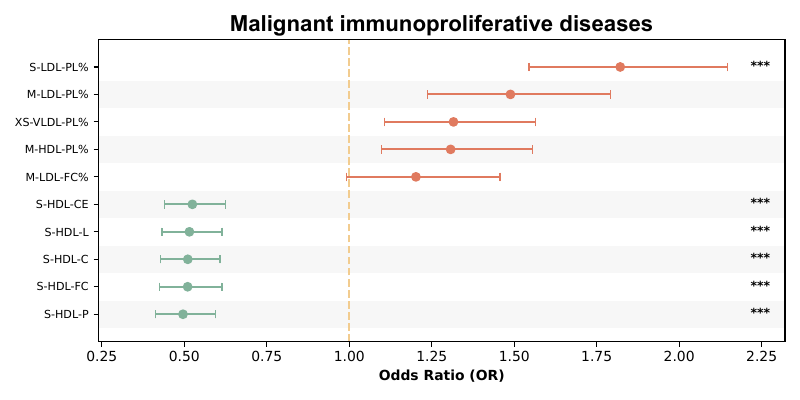 Malignant immunoproliferative diseases
S-LDL-PL% ***
M-LDL-PL%
XS-VLDL-PL%
M-HDL-PL%
M-LDL-FC%
S-HDL-CE ***
S-HDL-L ***
S-HDL-C ***
S-HDL-FC ***
S-HDL-P ***
0.25 0.50 0.75 1.00 1.25 1.50 1.75 2.00 2.25
Odds Ratio (OR)